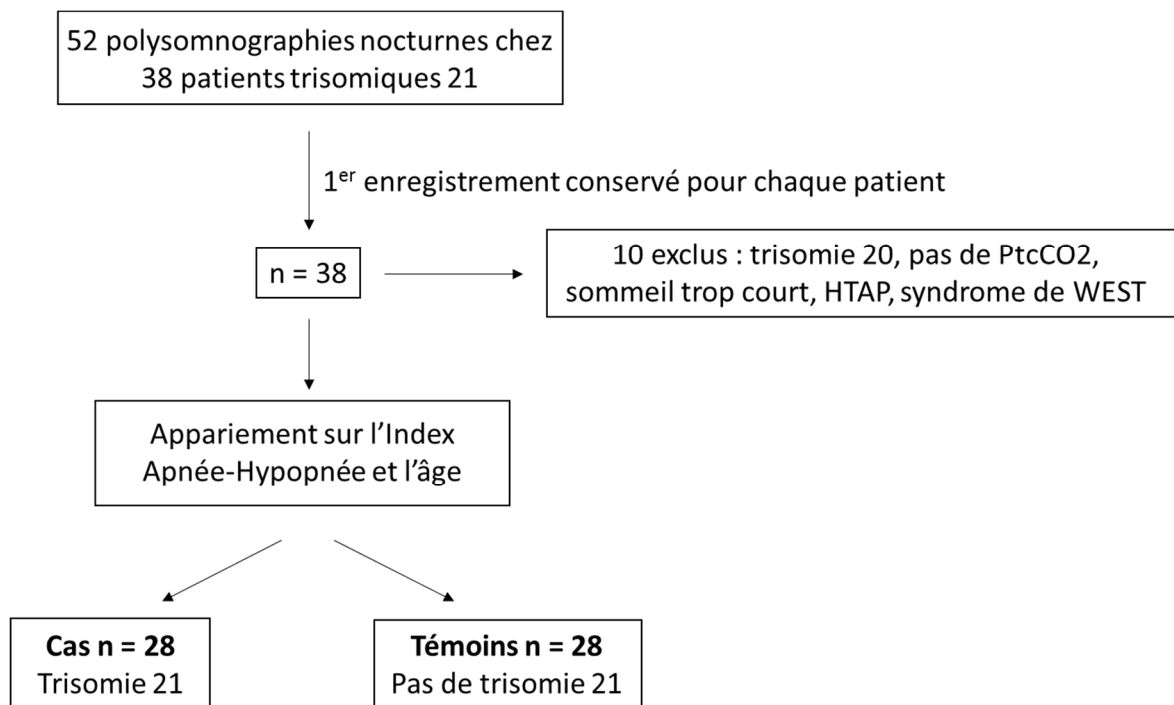 52 polysomnographies nocturnes chez
38 patients trisomiques 21
1er enregistrement conservé pour chaque patient
n = 38
10 exclus : trisomie 20, pas de PtcCO2,
sommeil trop court, HTAP, syndrome de WEST
Appariement sur l’Index
Apnée-Hypopnée et l’âge
Cas n = 28
Trisomie 21
Témoins n = 28
Pas de trisomie 21